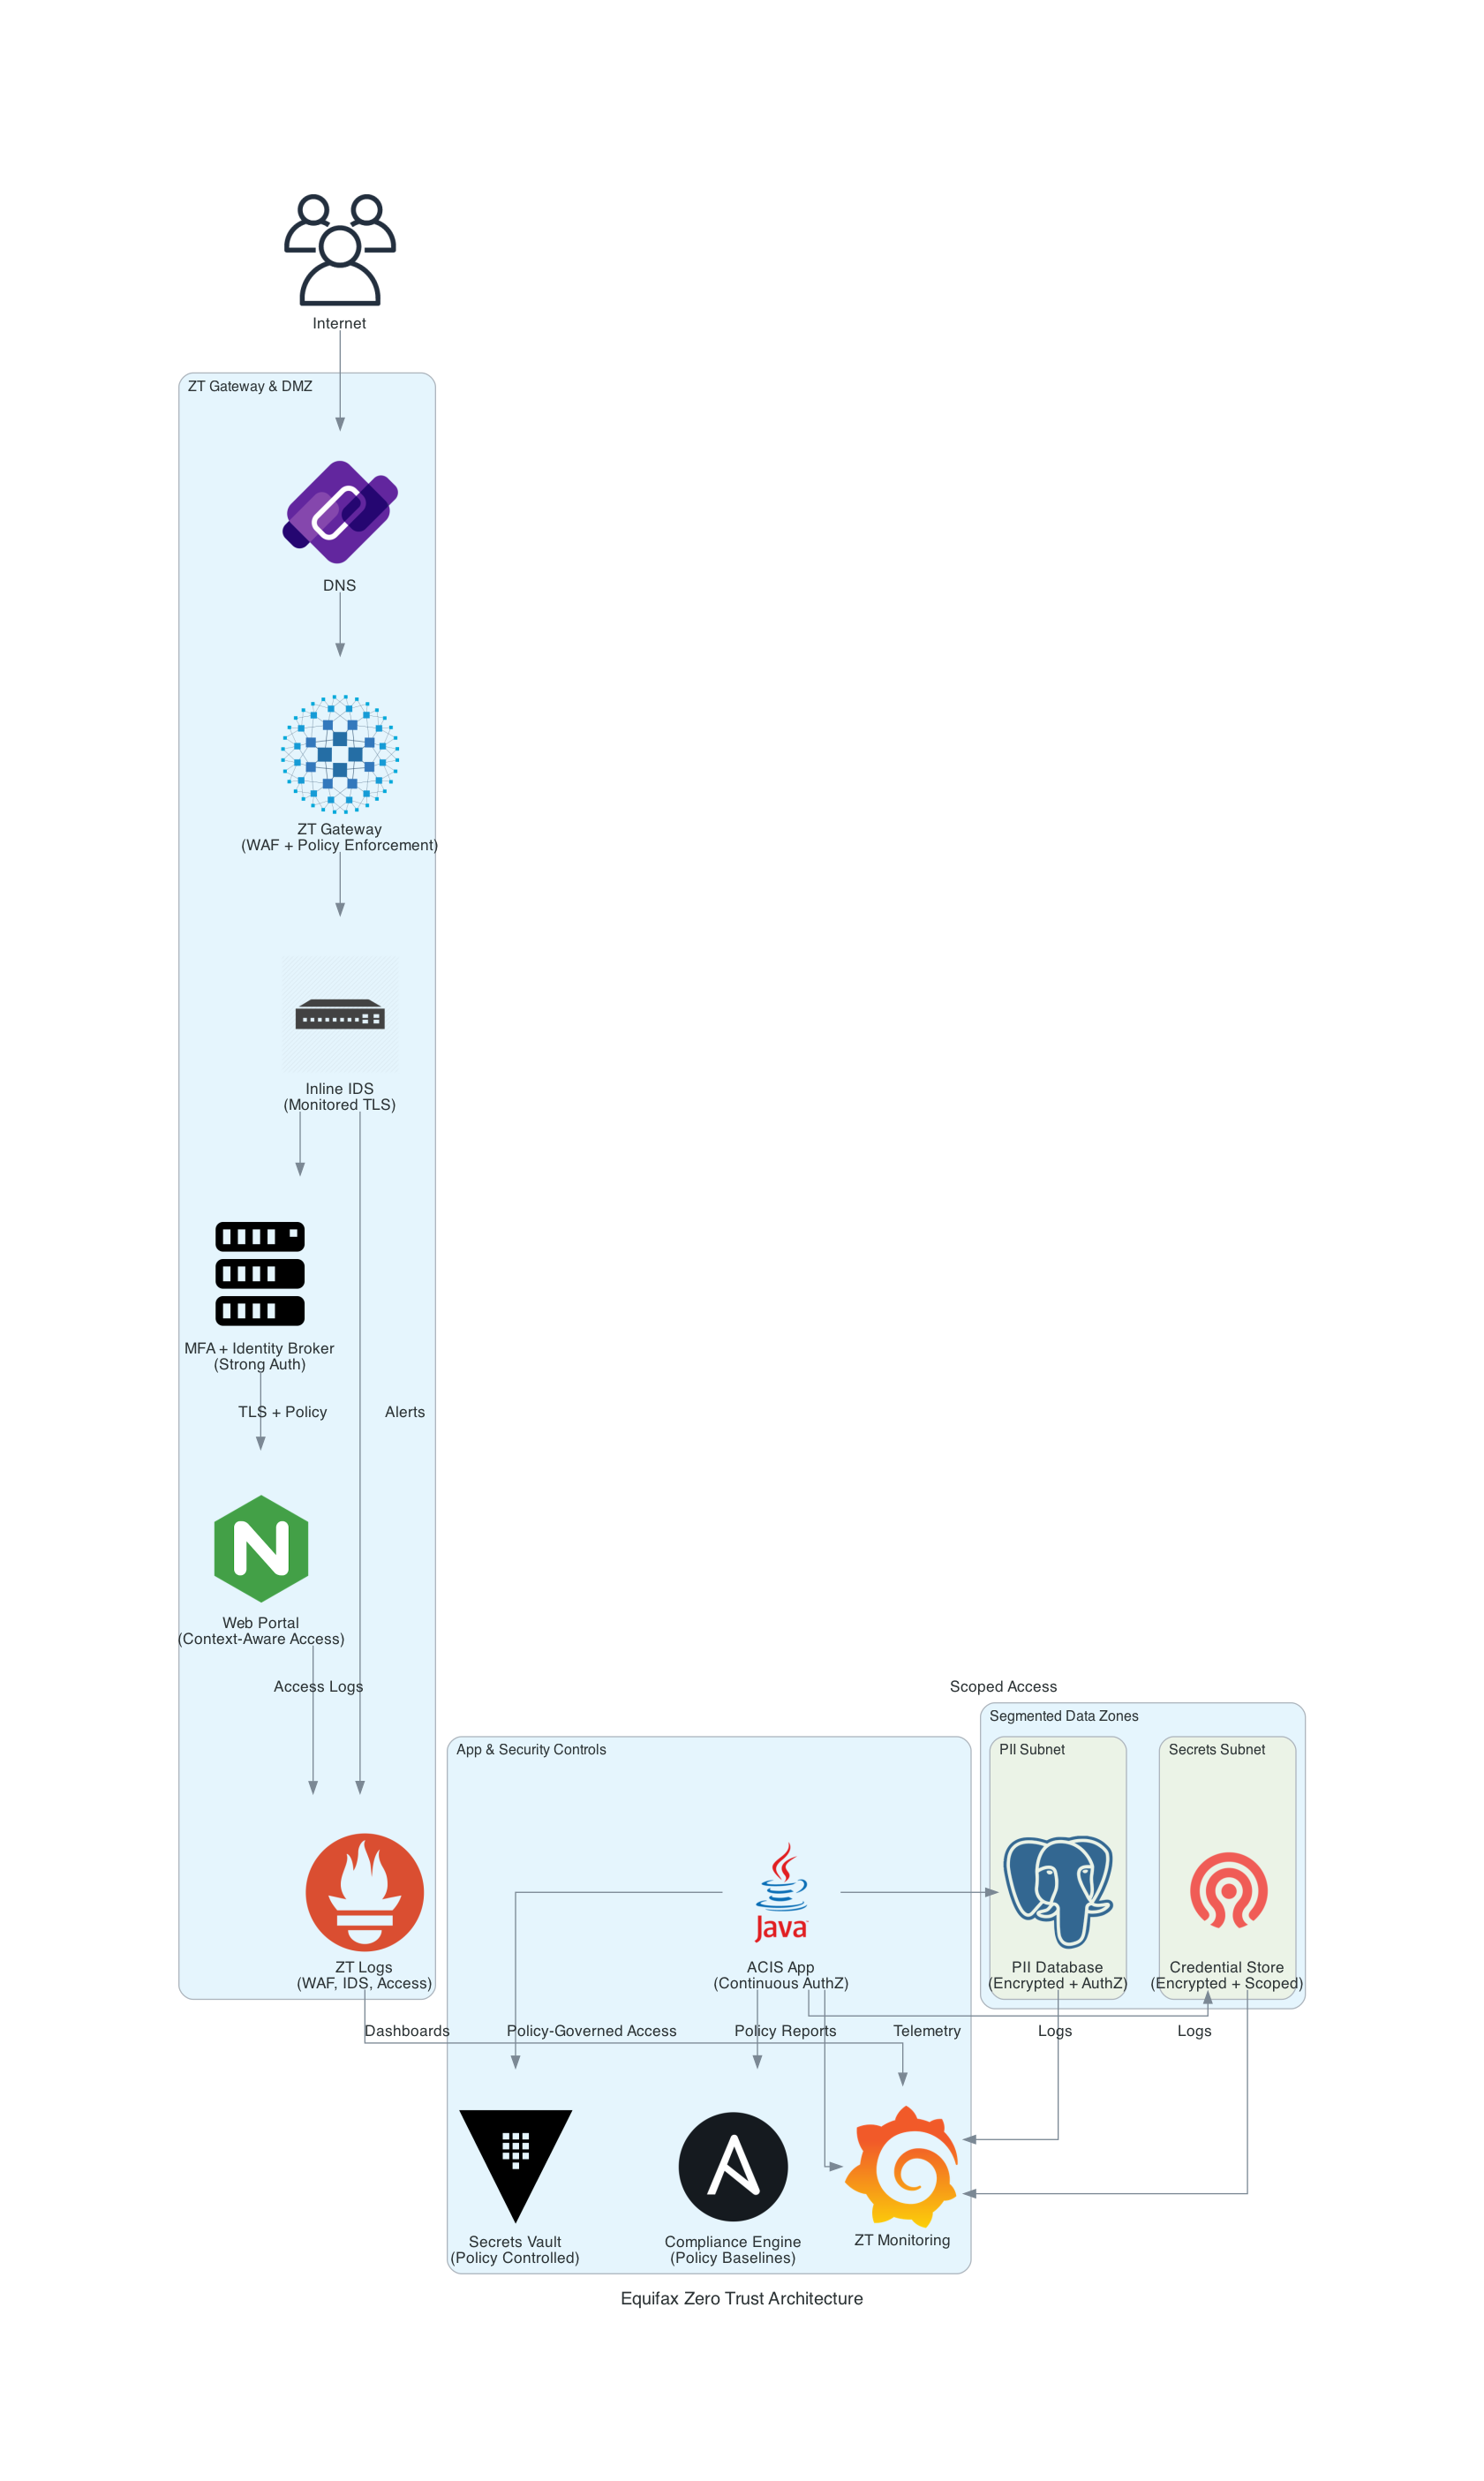 Internet
ZT Gateway & DMZ
DNS
ZT Gateway
(WAF + Policy Enforcement)
Inline IDS
(Monitored TLS)
MFA + Identity Broker
(Strong Auth)
TLS + Policy
Alerts
Web Portal
(Context-Aware Access)
Access Logs
Scoped Access
Segmented Data Zones
App & Security Controls
PII Subnet
Secrets Subnet
Java
ZT Logs
(WAF, IDS, Access)
ACIS App
(Continuous AuthZ)
PII Database
(Encrypted + AuthZ)
Credential Store
(Encrypted + Scoped)
Dashboards
Policy-Governed Access
Policy Reports
Telemetry
Logs
Logs
Secrets Vault
(Policy Controlled)
Compliance Engine
(Policy Baselines)
ZT Monitoring
Equifax Zero Trust Architecture